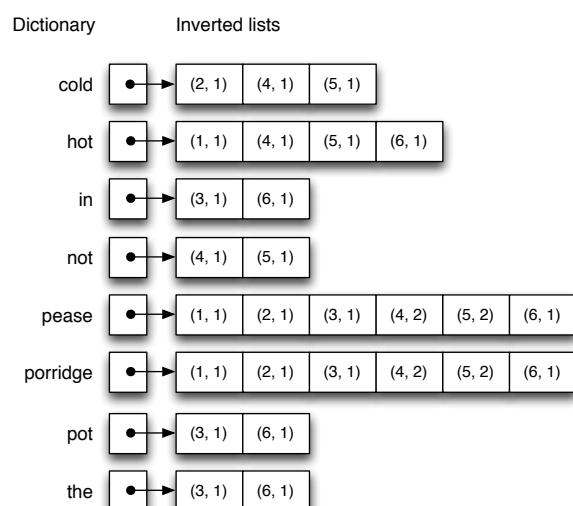 Dictionary Inverted lists
cold (2, 1) (4, 1) (5, 1)
hot (1, 1) (4, 1) (5, 1) (6, 1)
in (3, 1) (6, 1)
not (4, 1) (5, 1)
pease (1, 1) (2, 1) (3, 1) (4, 2) (5, 2) (6, 1)
porridge (1, 1) (2, 1) (3, 1) (4, 2) (5, 2) (6, 1)
pot (3, 1) (6, 1)
the (3, 1) (6, 1)